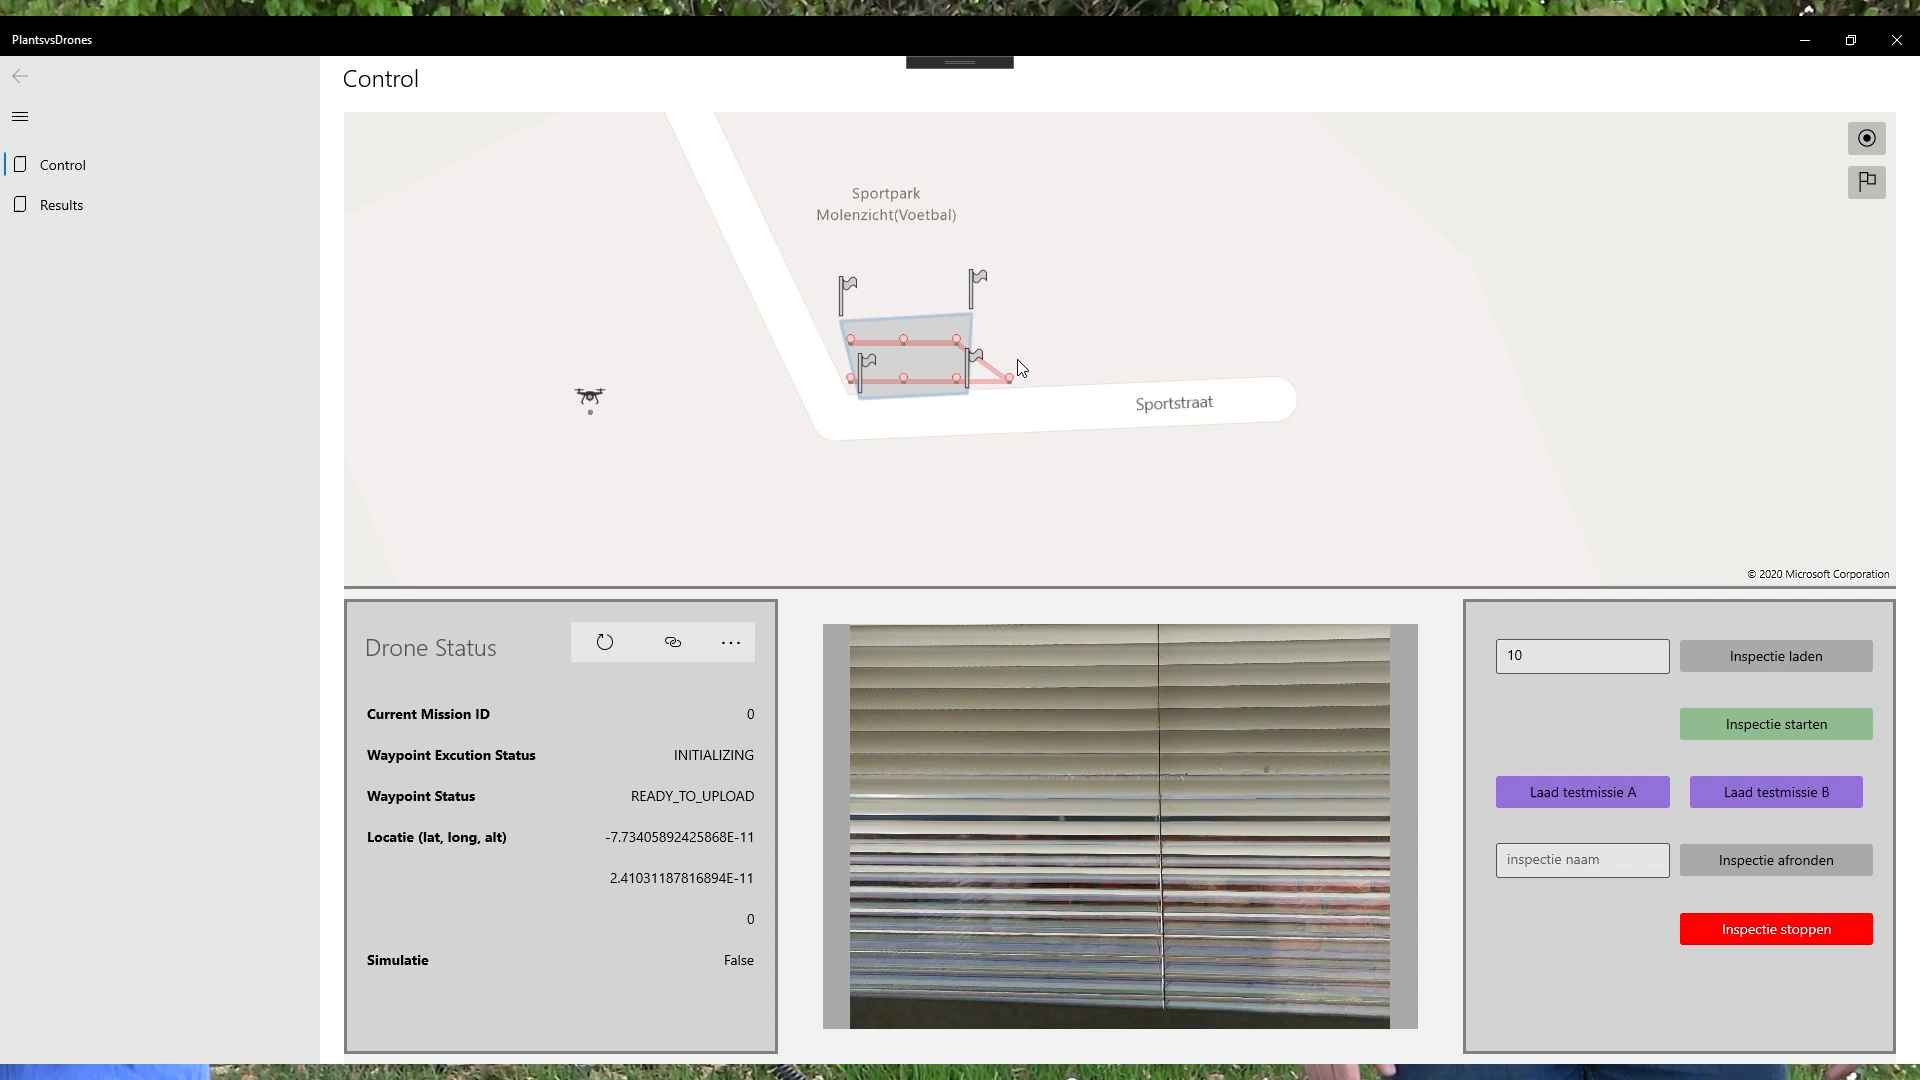 PlantsvsDrones
Control
Control
Results
Sportpark
Molenzicht(Voetbal)
Sportstraat
© 2020 Microsoft Corporation
Drone Status
Current Mission ID 0
Waypoint Excution Status INITIALIZING
Waypoint Status READY_TO_UPLOAD
Locatie (lat, long, alt) -7.73405892425868E-11
2.41031187816894E-11
0
Simulatie False
10 Inspectie laden
Inspectie starten
Laad testmissie A Laad testmissie B
inspectie naam Inspectie afronden
Inspectie stoppen